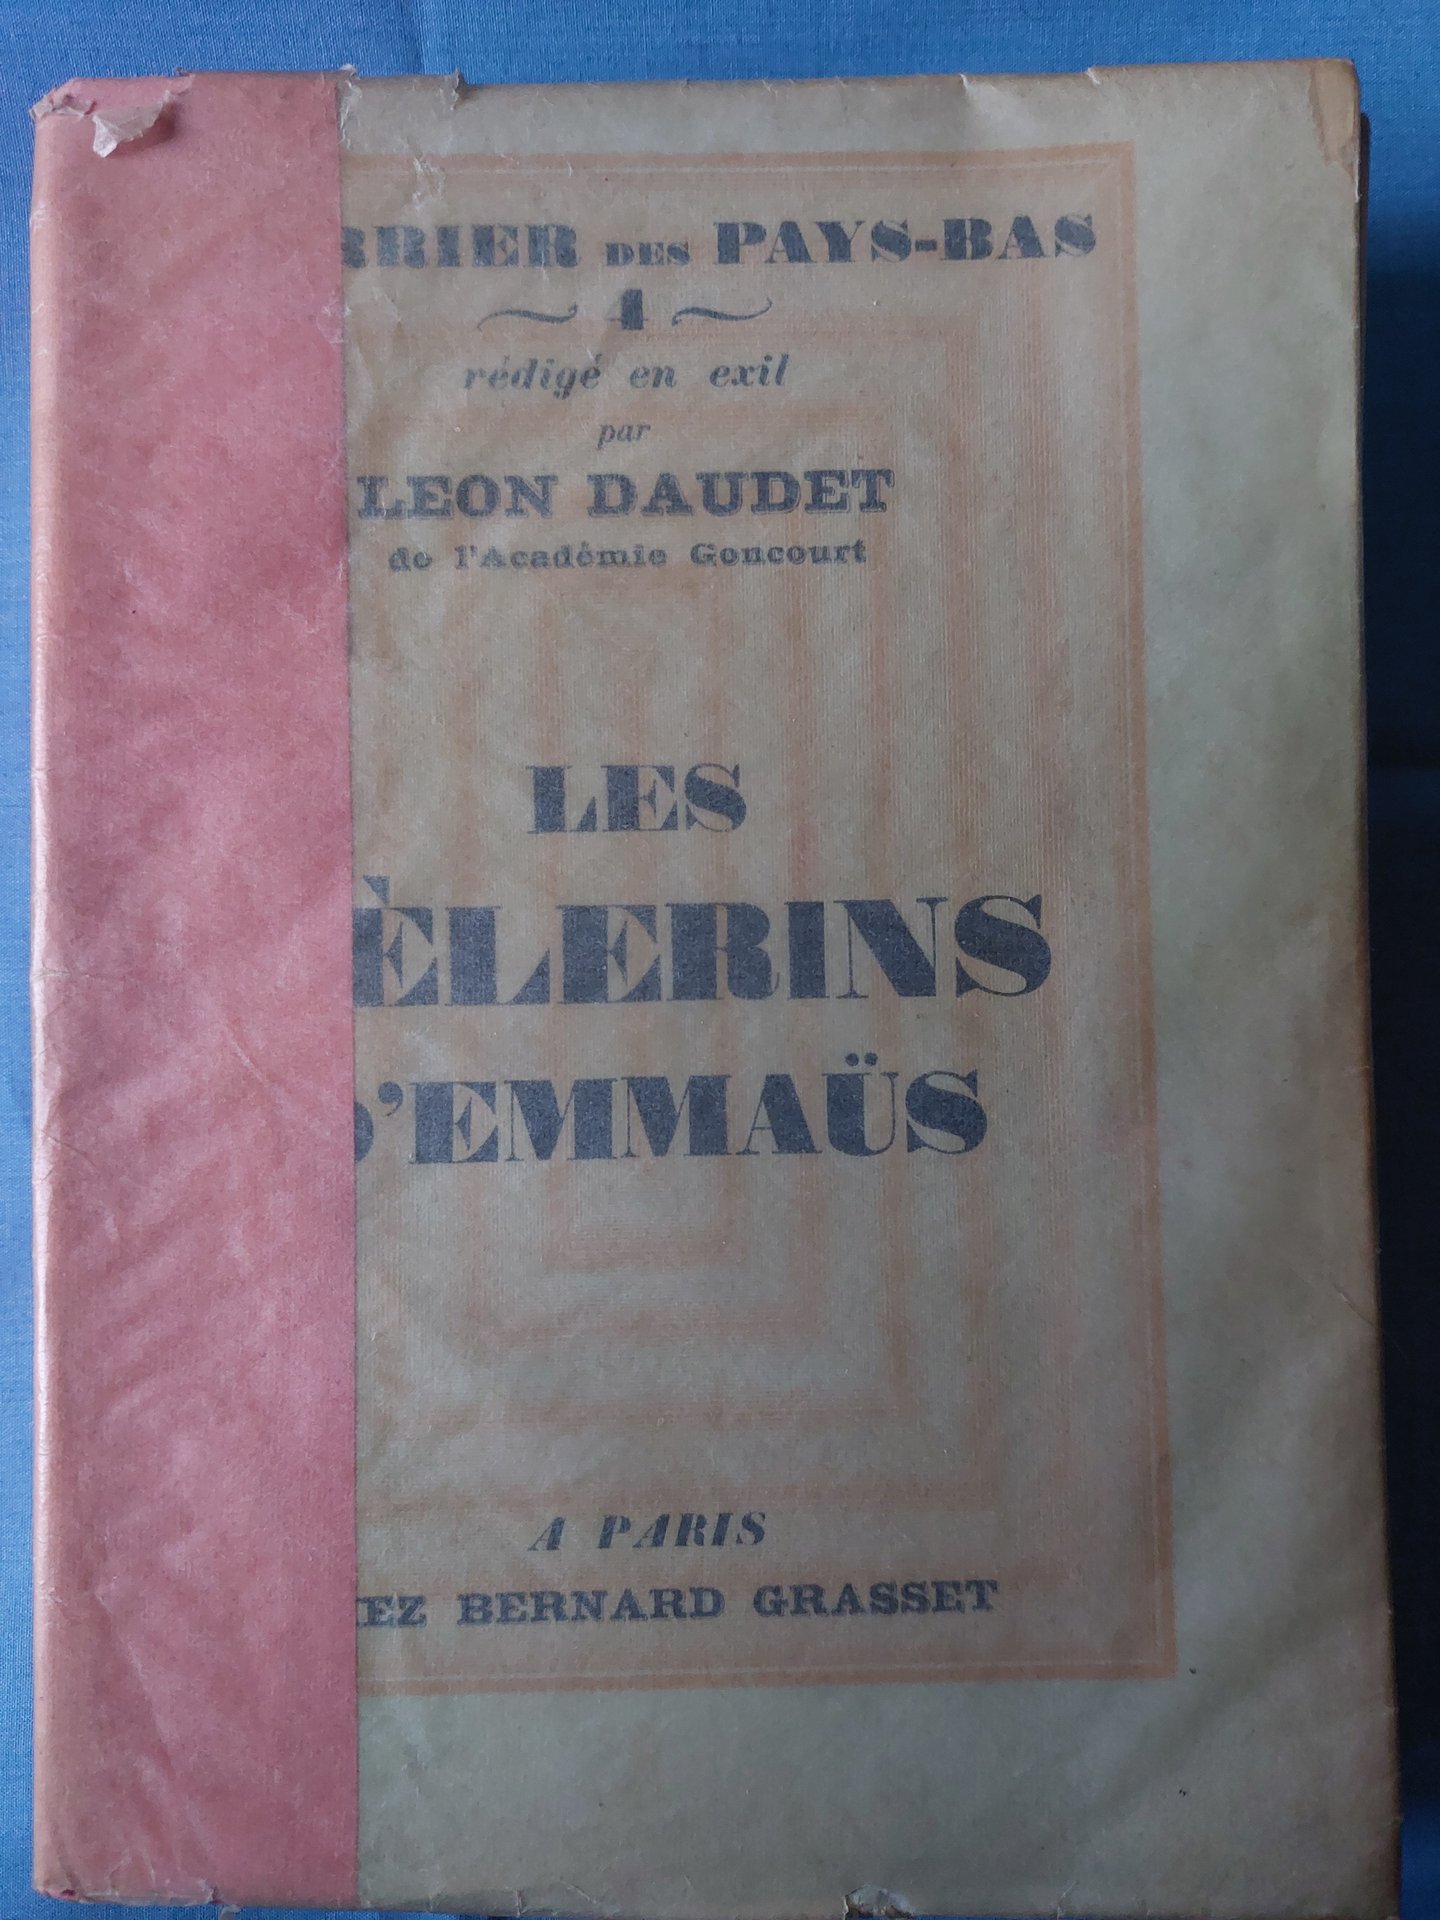 RRIER DES PAYS-BAS
~ 4 ~
rédigé en exil
par
LEON DAUDET
de l'Académie Goncourt
LES
ÈLERINS
D'EMMAÜS
A PARIS
EZ BERNARD GRASSET